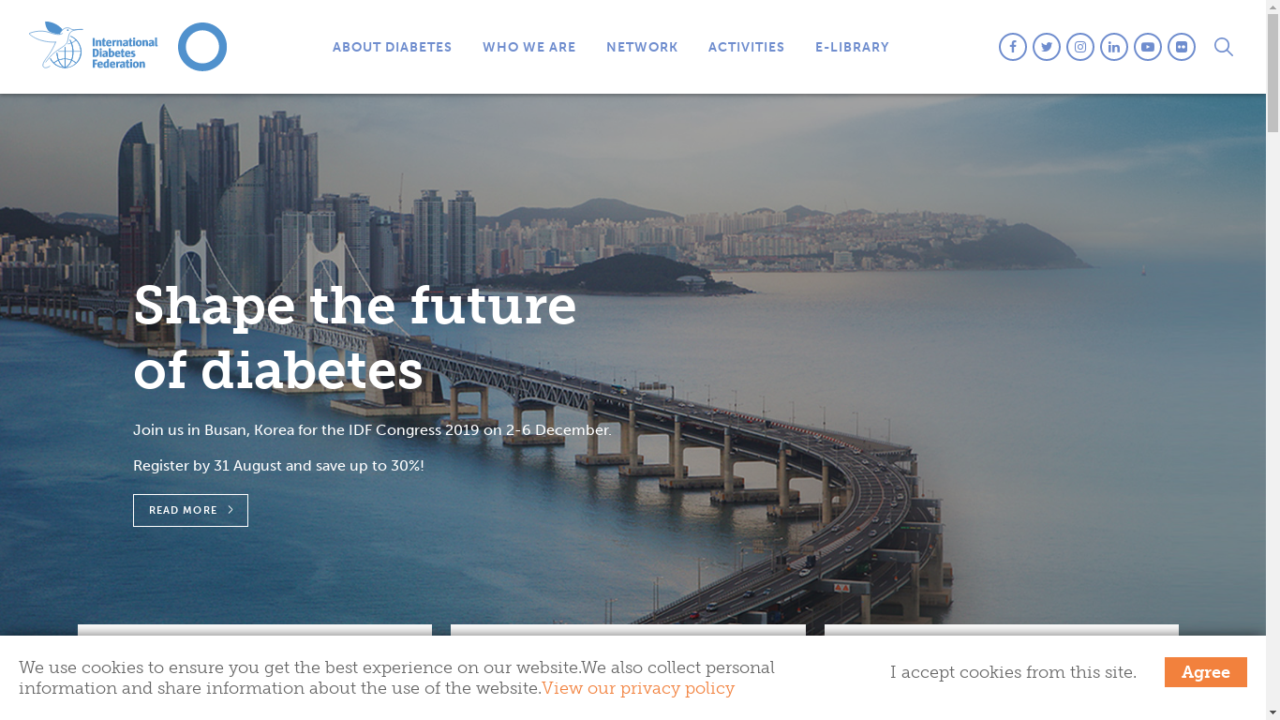 International
Diabetes
Federation
ABOUT DIABETES WHO WE ARE NETWORK ACTIVITIES E-LIBRARY
Shape the future
of diabetes
Join us in Busan, Korea for the IDF Congress 2019 on 2-6 December.
Register by 31 August and save up to 30%!
READ MORE
We use cookies to ensure you get the best experience on our website.We also collect personal
information and share information about the use of the website.View our privacy policy
I accept cookies from this site.
Agree